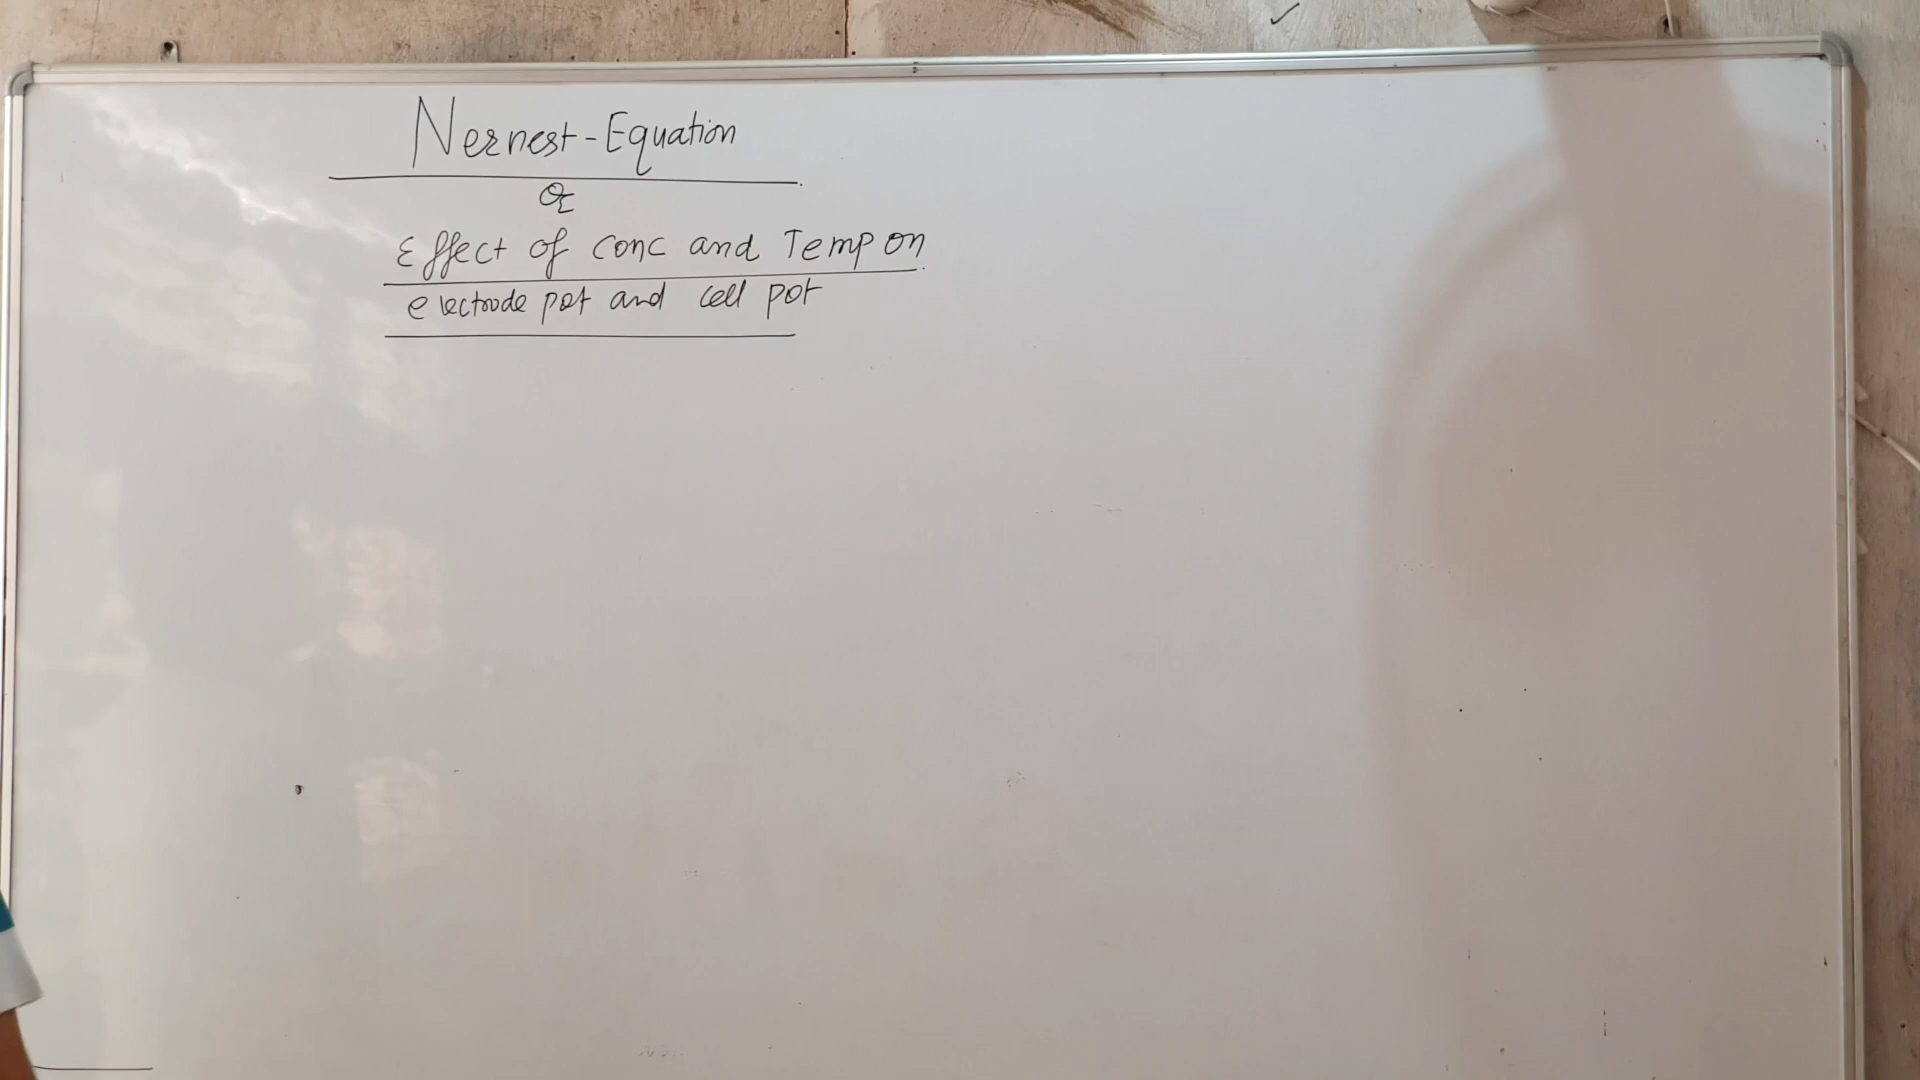 Nernest-Equation
Or
Effect of conc and Temp on
electrode pot and cell pot